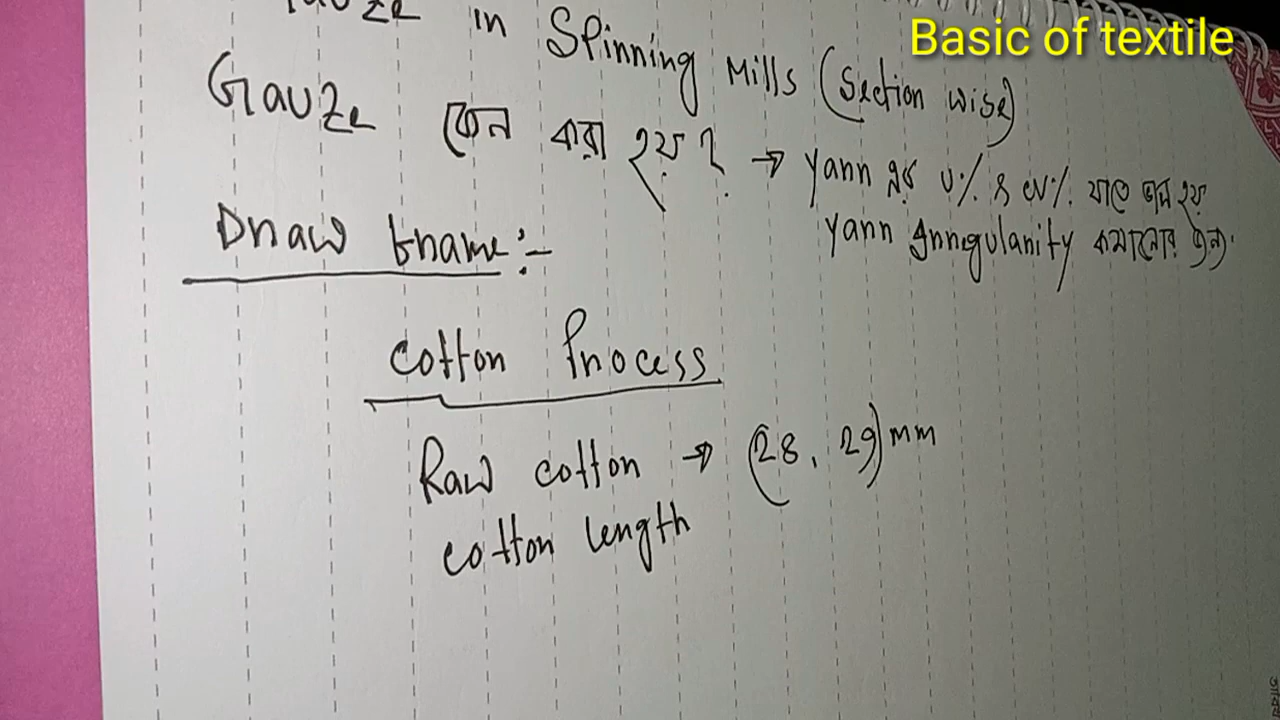 Basic of textile
Gauze in Spinning Mills (Section wise)
Gauze কেন করা হয় ? → Yarn এর U% & CV% যাতে ভাল হয়
Yarn Irregularity কমানোর জন্য।
Draw frame:-
Cotton Process
Raw cotton → (28, 29) mm
cotton length